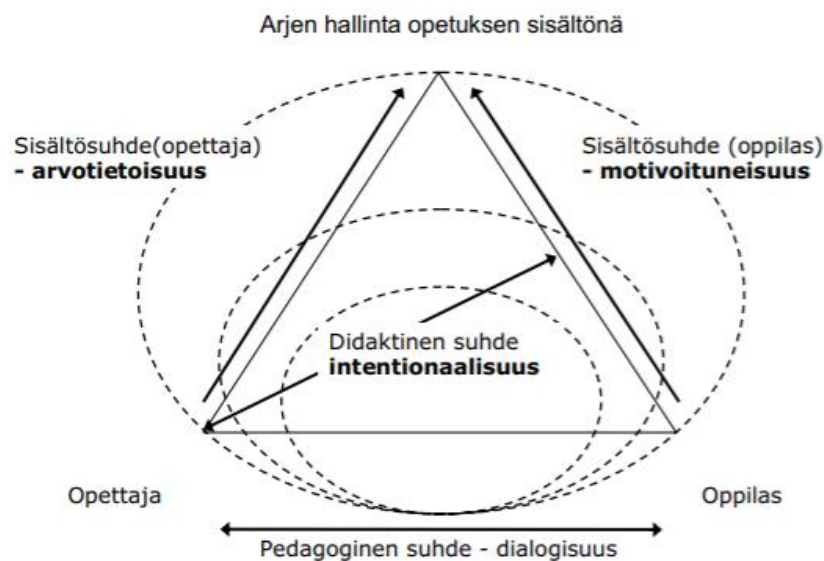 Arjen hallinta opetuksen sisältönä
Sisältösuhde(opettaja)
- arvotietoisuus
Sisältösuhde (oppilas)
- motivoituneisuus
Didaktinen suhde
intentionaalisuus
Opettaja
Oppilas
Pedagoginen suhde - dialogisuus